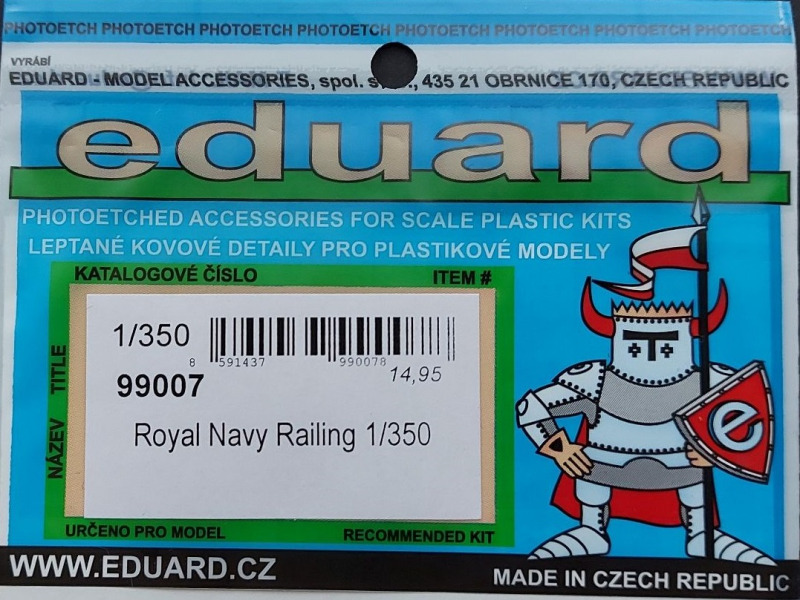 PHOTOETCH PHOTOETCH PHOTOETCH PHOTOETCH PHOTOETCH PHOTOETCH PHOTOETCH PHOTOETCH
VYRÁBÍ
EDUARD - MODEL ACCESSORIES, spol. s , 435 21 OBRNICE 170, CZECH REPUBLIC
eduard
PHOTOETCHED ACCESSORIES FOR SCALE PLASTIC KITS
LEPTANÉ KOVOVÉ DETAILY PRO PLASTIKOVÉ MODELY
KATALOGOVÉ ČÍSLO ITEM #
NÁZEV TITLE
1/350
8 591437 990078
99007 14,95
Royal Navy Railing 1/350
e
URČENO PRO MODEL RECOMMENDED KIT
WWW.EDUARD.CZ MADE IN CZECH REPUBLIC